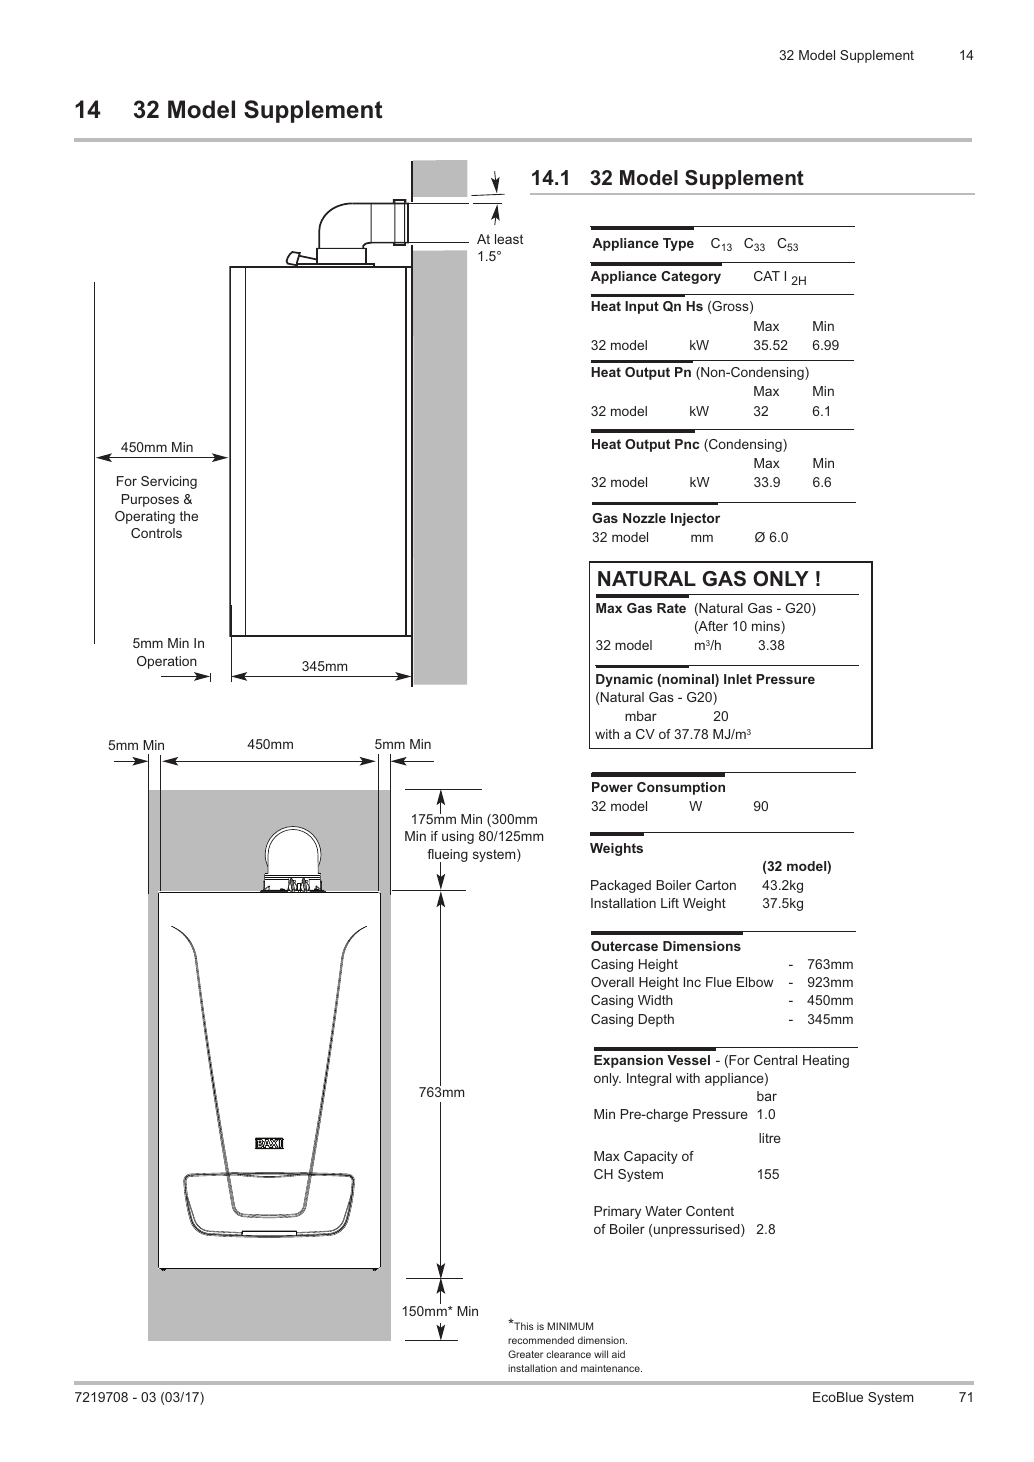 32 Model Supplement 14
14 32 Model Supplement
At least
1.5°
450mm Min
For Servicing
Purposes &
Operating the
Controls
5mm Min In
Operation
345mm
5mm Min 450mm 5mm Min
175mm Min (300mm
Min if using 80/125mm
flueing system)
763mm
BAXI
150mm* Min
14.1 32 Model Supplement
Appliance Type C13 C33 C53
Appliance Category CAT I 2H
Heat Input Qn Hs (Gross)
Max Min
32 model kW 35.52 6.99
Heat Output Pn (Non-Condensing)
Max Min
32 model kW 32 6.1
Heat Output Pnc (Condensing)
Max Min
32 model kW 33.9 6.6
Gas Nozzle Injector
32 model mm Ø 6.0
NATURAL GAS ONLY !
Max Gas Rate (Natural Gas - G20)
(After 10 mins)
32 model m³/h 3.38
Dynamic (nominal) Inlet Pressure
(Natural Gas - G20)
mbar 20
with a CV of 37.78 MJ/m³
Power Consumption
32 model W 90
Weights
(32 model)
Packaged Boiler Carton 43.2kg
Installation Lift Weight 37.5kg
Outercase Dimensions
Casing Height - 763mm
Overall Height Inc Flue Elbow - 923mm
Casing Width - 450mm
Casing Depth - 345mm
Expansion Vessel - (For Central Heating
only. Integral with appliance)
bar
Min Pre-charge Pressure 1.0
litre
Max Capacity of
CH System 155
Primary Water Content
of Boiler (unpressurised) 2.8
*This is MINIMUM
recommended dimension.
Greater clearance will aid
installation and maintenance.
7219708 - 03 (03/17) EcoBlue System 71